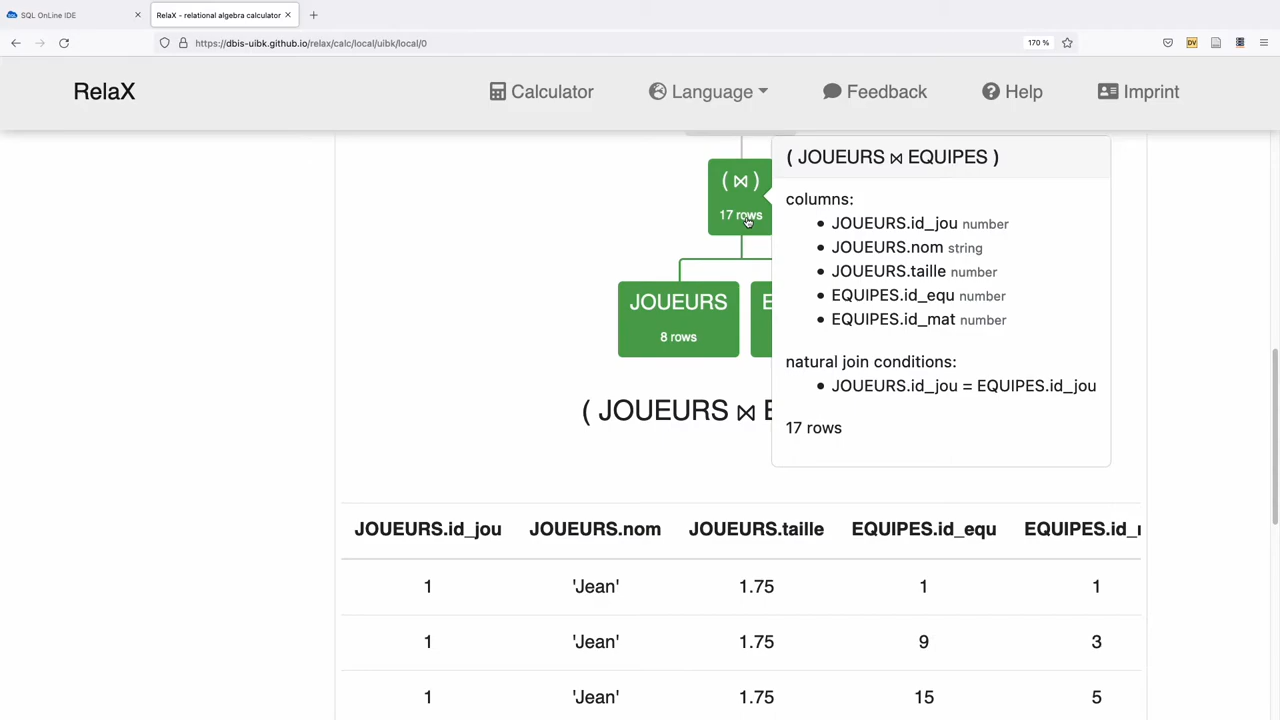 SQL OnLine IDE
RelaX - relational algebra calculator
https://dbis-uibk.github.io/relax/calc/local/uibk/local/0
170 %
DV
RelaX
Calculator
Language
Feedback
Help
Imprint
( ⋈ )
17 rows
JOUEURS
8 rows
E
( JOUEURS ⋈ EQUIPES )
columns:
JOUEURS.id_jou number
JOUEURS.nom string
JOUEURS.taille number
EQUIPES.id_equ number
EQUIPES.id_mat number
natural join conditions:
JOUEURS.id_jou = EQUIPES.id_jou
17 rows
( JOUEURS ⋈ E
JOUEURS.id_jou JOUEURS.nom JOUEURS.taille EQUIPES.id_equ EQUIPES.id_
1 'Jean' 1.75 1 1
1 'Jean' 1.75 9 3
1 'Jean' 1.75 15 5